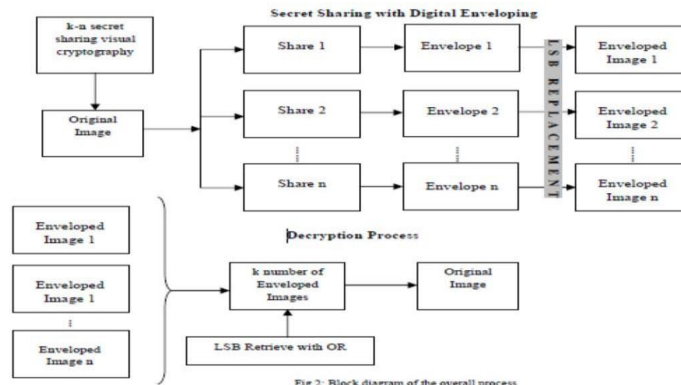 Secret Sharing with Digital Enveloping
k-n secret
sharing visual
cryptography
Original
Image
Share 1
Envelope 1
Enveloped
Image 1
Share 2
Envelope 2
Enveloped
Image 2
Share n
Envelope n
Enveloped
Image n
LSB REPLACEMENT
Decryption Process
Enveloped
Image 1
Enveloped
Image 1
Enveloped
Image n
k number of
Enveloped
Images
Original
Image
LSB Retrieve with OR
Fig 2: Block diagram of the overall process